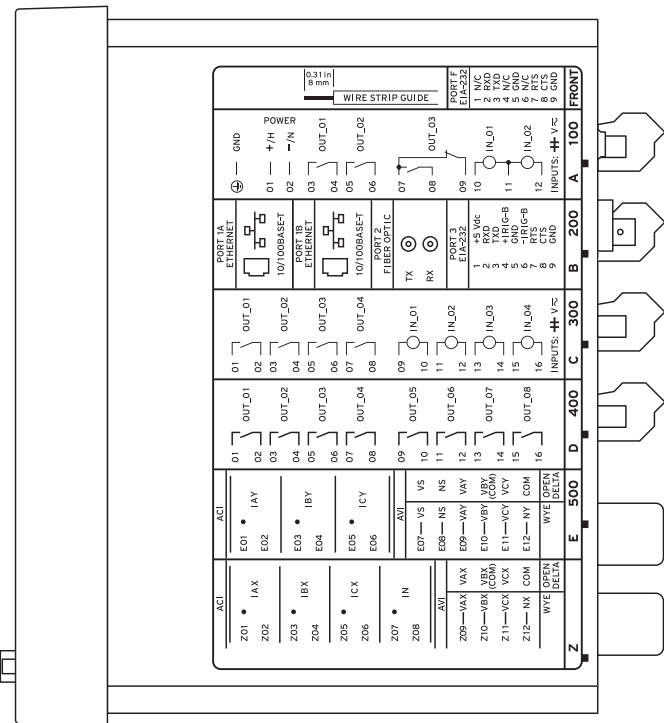 0.31 in
8 mm
WIRE STRIP GUIDE
PORT F
EIA-232
1 N/C
2 RXD
3 TXD
4 N/C
5 GND
6 N/C
7 RTS
8 CTS
9 GND
FRONT
GND
POWER
01 +/H
02 −/N
03
04
OUT_01
05
06
OUT_02
07
08
09
OUT_03
10
11
12
IN_01
IN_02
INPUTS: V
A 100
PORT 1A
ETHERNET
10/100BASE-T
PORT 1B
ETHERNET
10/100BASE-T
PORT 2
FIBER OPTIC
TX
RX
PORT 3
EIA-232
1 +5 Vdc
2 RXD
3 TXD
4 +IRIG-B
5 GND
6 -IRIG-B
7 RTS
8 CTS
9 GND
B 200
01
02
OUT_01
03
04
OUT_02
05
06
OUT_03
07
08
OUT_04
09
10
IN_01
11
12
IN_02
13
14
IN_03
15
16
IN_04
INPUTS: V
C 300
01
02
OUT_01
03
04
OUT_02
05
06
OUT_03
07
08
OUT_04
09
10
OUT_05
11
12
OUT_06
13
14
OUT_07
15
16
OUT_08
D 400
ACI
E01
E02
IAY
E03
E04
IBY
E05
E06
ICY
AVI
E07 VS VS
E08 NS NS
E09 VAY VAY
E10 VBY VBY
(COM)
E11 VCY VCY
E12 NY COM
WYE OPEN
DELTA
E 500
ACI
Z01
Z02
IAX
Z03
Z04
IBX
Z05
Z06
ICX
Z07
Z08
IN
AVI
Z09 VAX VAX
Z10 VBX VBX
(COM)
Z11 VCX VCX
Z12 NX COM
WYE OPEN
DELTA
Z